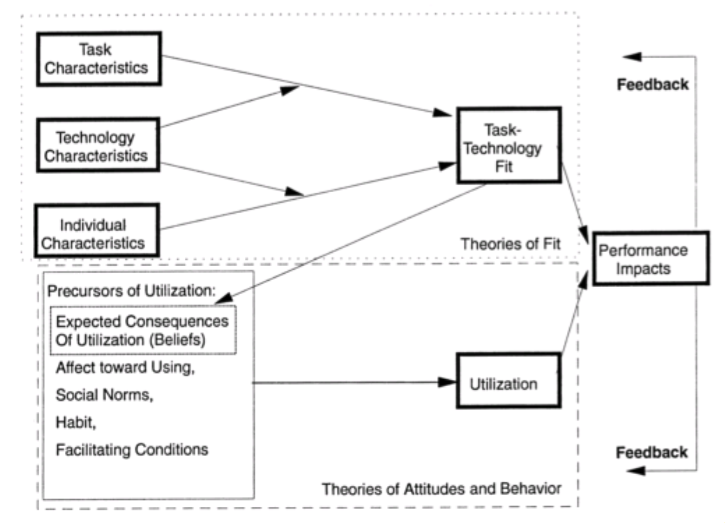 Task
Characteristics
Feedback
Technology
Characteristics
Task-
Technology
Fit
Individual
Characteristics
Theories of Fit
Performance
Impacts
Precursors of Utilization:
Expected Consequences
Of Utilization (Beliefs)
Affect toward Using,
Social Norms,
Habit,
Facilitating Conditions
Utilization
Feedback
Theories of Attitudes and Behavior